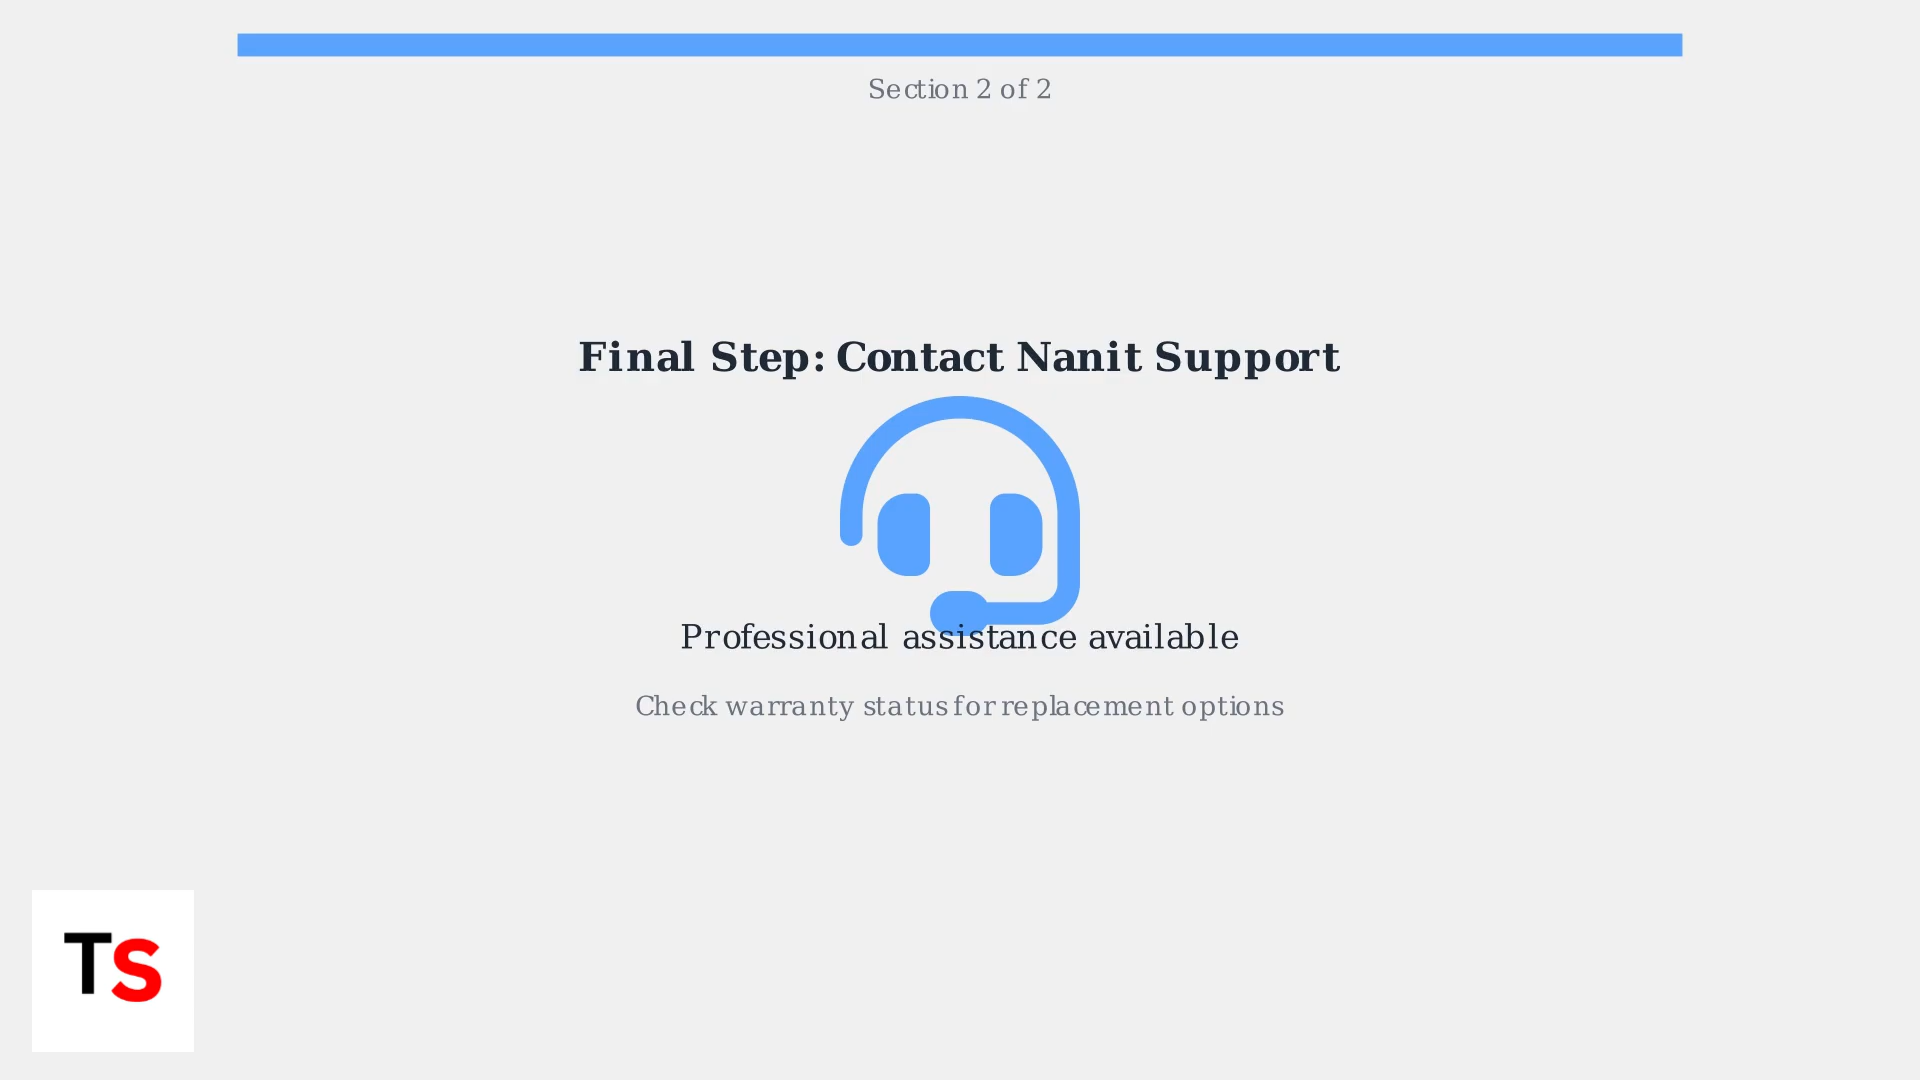 Section 2 of 2
Final Step: Contact Nanit Support
Professional assistance available
Check warranty status for replacement options
TS